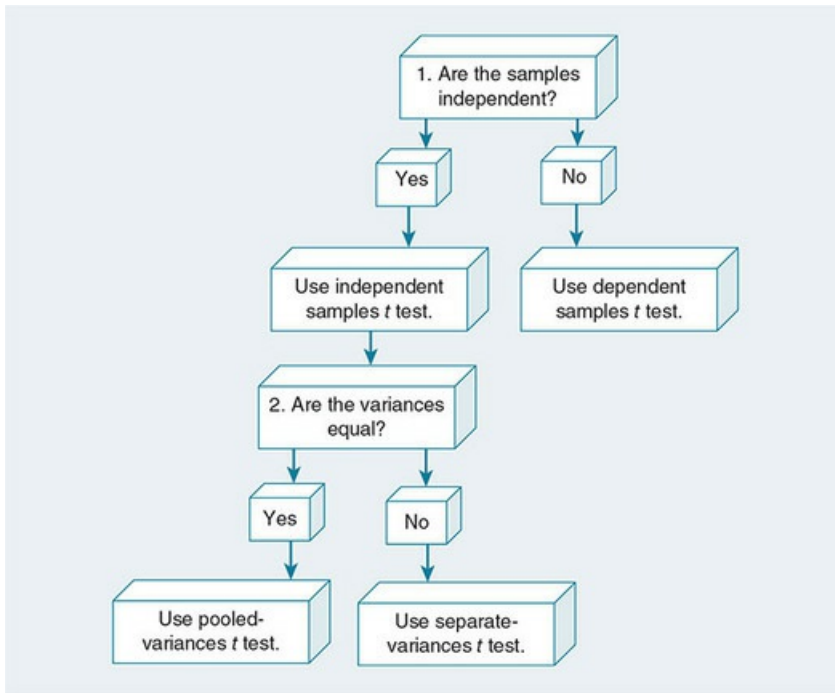 1. Are the samples
independent?
Yes
No
Use independent
samples t test.
Use dependent
samples t test.
2. Are the variances
equal?
Yes
No
Use pooled-
variances t test.
Use separate-
variances t test.